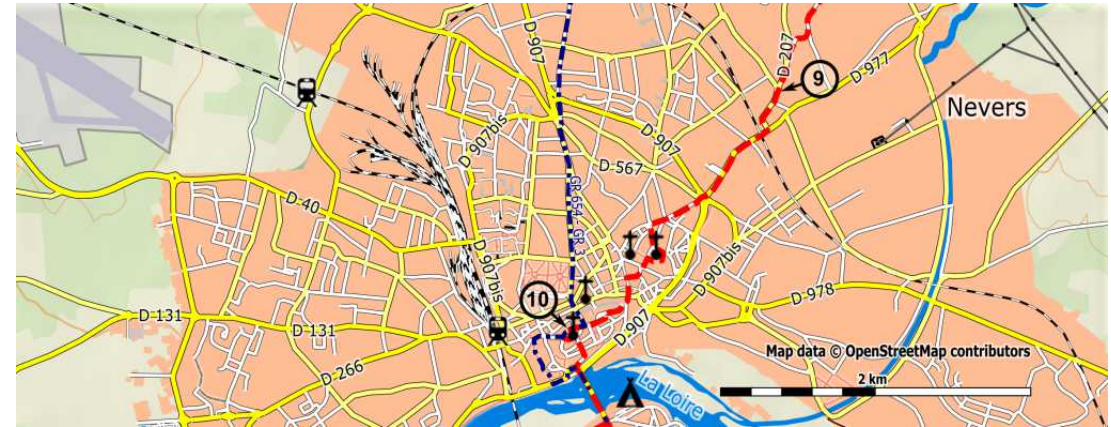 D 907
D 207
9
D 977
Nevers
D 907bis
D 907
D 567
GR 654 - GR 3
D 40
D 907bis
D 907bis
10
D 978
D 131
D 131
D 907
D 266
Map data © OpenStreetMap contributors
La Loire
2 km